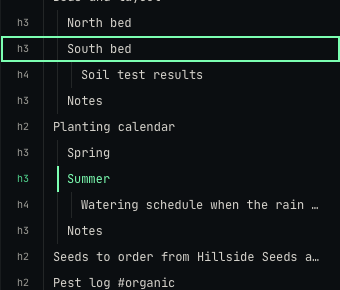 h3 North bed
h3 South bed
h4 Soil test results
h3 Notes
h2 Planting calendar
h3 Spring
h3 Summer
h4 Watering schedule when the rain …
h3 Notes
h2 Seeds to order from Hillside Seeds a…
h2 Pest log #organic